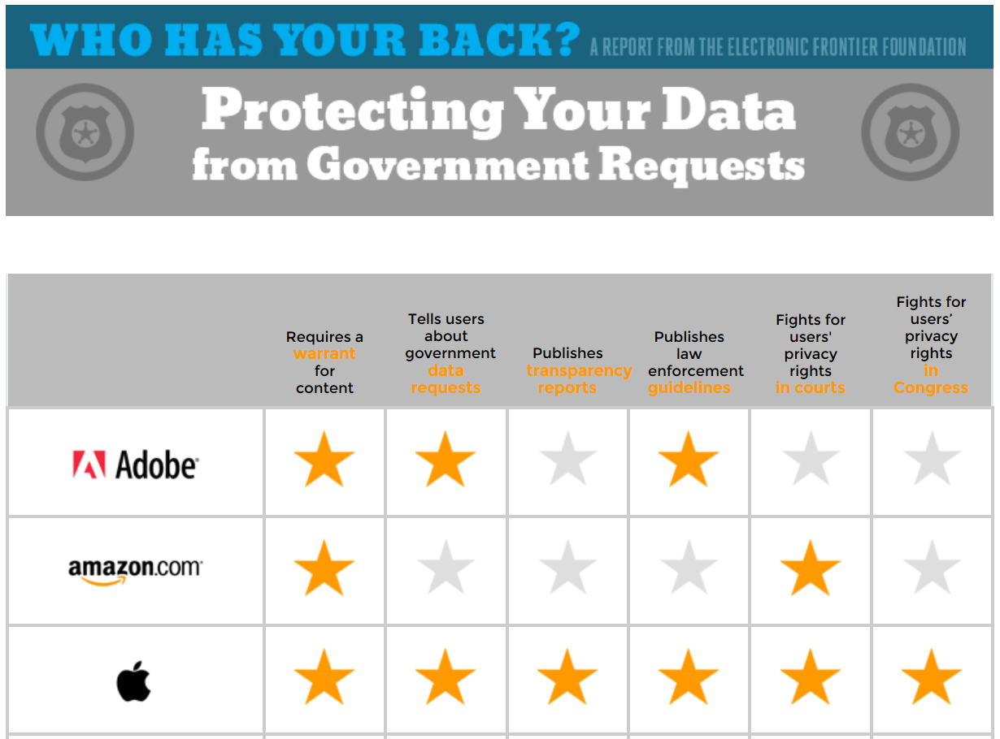 WHO HAS YOUR BACK? A REPORT FROM THE ELECTRONIC FRONTIER FOUNDATION
Protecting Your Data
from Government Requests
Requires a
warrant
for
content
Tells users
about
government
data
requests
Publishes
transparency
reports
Publishes
law
enforcement
guidelines
Fights for
users'
privacy
rights
in courts
Fights for
users’
privacy
rights
in
Congress
Adobe
amazon.com